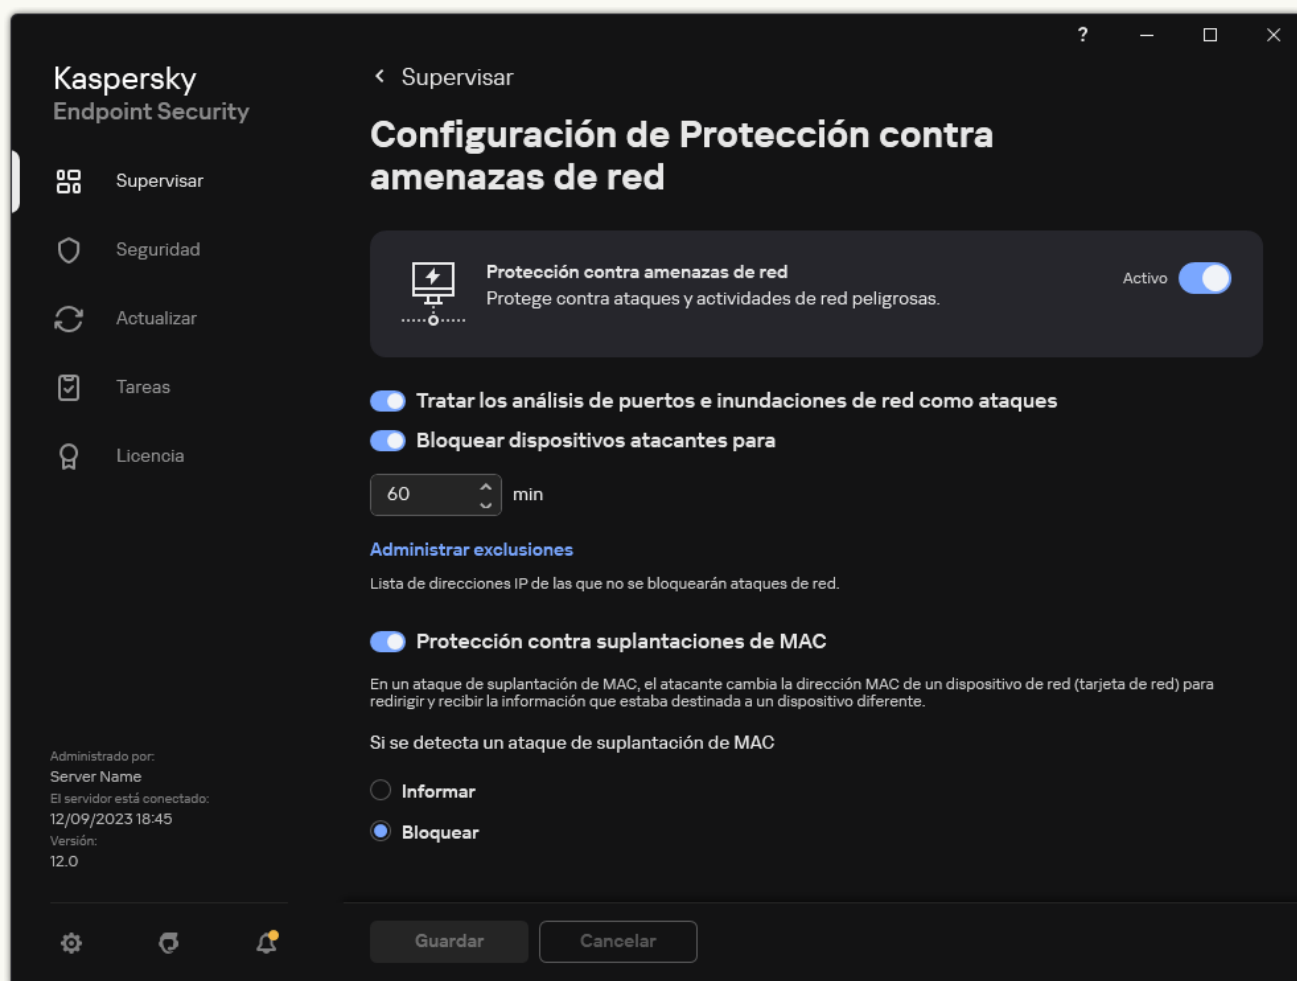 ?
Kaspersky
Endpoint Security
Supervisar
Seguridad
Actualizar
Tareas
Licencia
Administrado por:
Server Name
El servidor está conectado:
12/09/2023 18:45
Versión:
12.0
Supervisar
Configuración de Protección contra
amenazas de red
Protección contra amenazas de red
Protege contra ataques y actividades de red peligrosas.
Activo
Tratar los análisis de puertos e inundaciones de red como ataques
Bloquear dispositivos atacantes para
60 min
Administrar exclusiones
Lista de direcciones IP de las que no se bloquearán ataques de red.
Protección contra suplantaciones de MAC
En un ataque de suplantación de MAC, el atacante cambia la dirección MAC de un dispositivo de red (tarjeta de red) para
redirigir y recibir la información que estaba destinada a un dispositivo diferente.
Si se detecta un ataque de suplantación de MAC
Informar
Bloquear
Guardar Cancelar